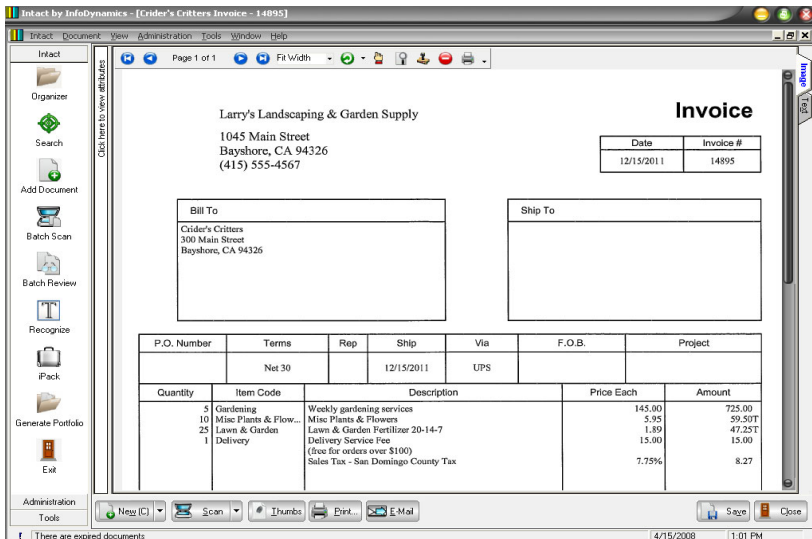 Intact by InfoDynamics - [Crider's Critters Invoice - 14895]
Intact Document View Administration Tools Window Help
Intact
Organizer
Search
Add Document
Batch Scan
Batch Review
Recognize
iPack
Generate Portfolio
Exit
Administration
Tools
Click here to view attributes
Page 1 of 1 Fit Width
Image
Text
Larry's Landscaping & Garden Supply
1045 Main Street
Bayshore, CA 94326
(415) 555-4567
Invoice
Date Invoice #
12/15/2011 14895
Bill To
Crider's Critters
300 Main Street
Bayshore, CA 94326
Ship To
P.O. Number Terms Rep Ship Via F.O.B. Project
Net 30 12/15/2011 UPS
Quantity Item Code Description Price Each Amount
5 Gardening Weekly gardening services 145.00 725.00
10 Misc Plants & Flow... Misc Plants & Flowers 5.95 59.50T
25 Lawn & Garden Lawn & Garden Fertilizer 20-14-7 1.89 47.25T
1 Delivery Delivery Service Fee 15.00 15.00
(free for orders over $100)
Sales Tax - San Domingo County Tax 7.75% 8.27
New (C) Scan Thumbs Print... E-Mail Save Close
There are expired documents 4/15/2008 1:01 PM